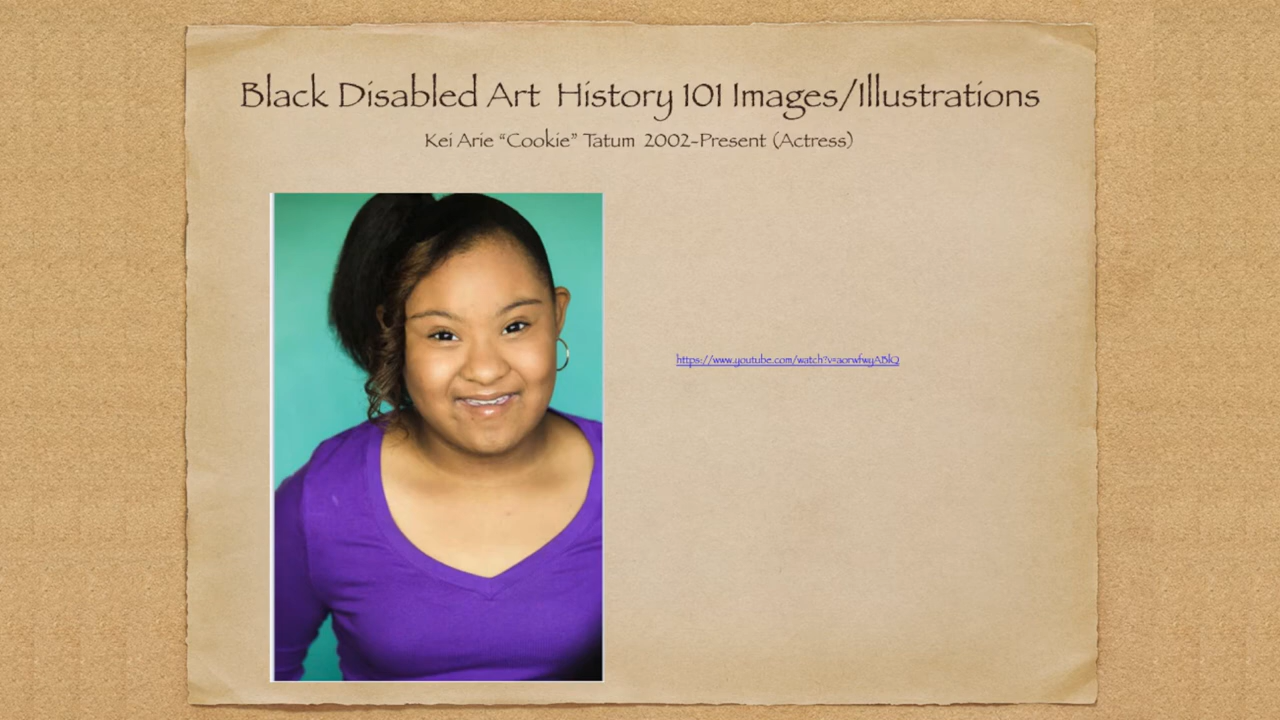 Black Disabled Art History 101 Images/Illustrations
Kei Arie “Cookie” Tatum 2002-Present (Actress)
https://www.youtube.com/watch?v=aorwfwyABlQ